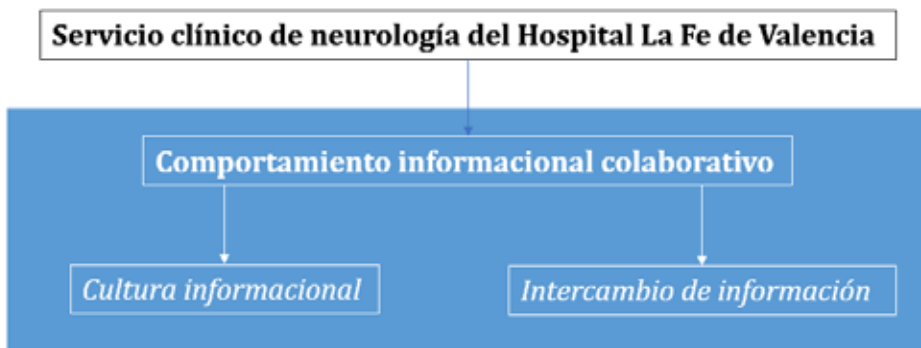 Servicio clínico de neurología del Hospital La Fe de Valencia
Comportamiento informacional colaborativo
Cultura informacional
Intercambio de información